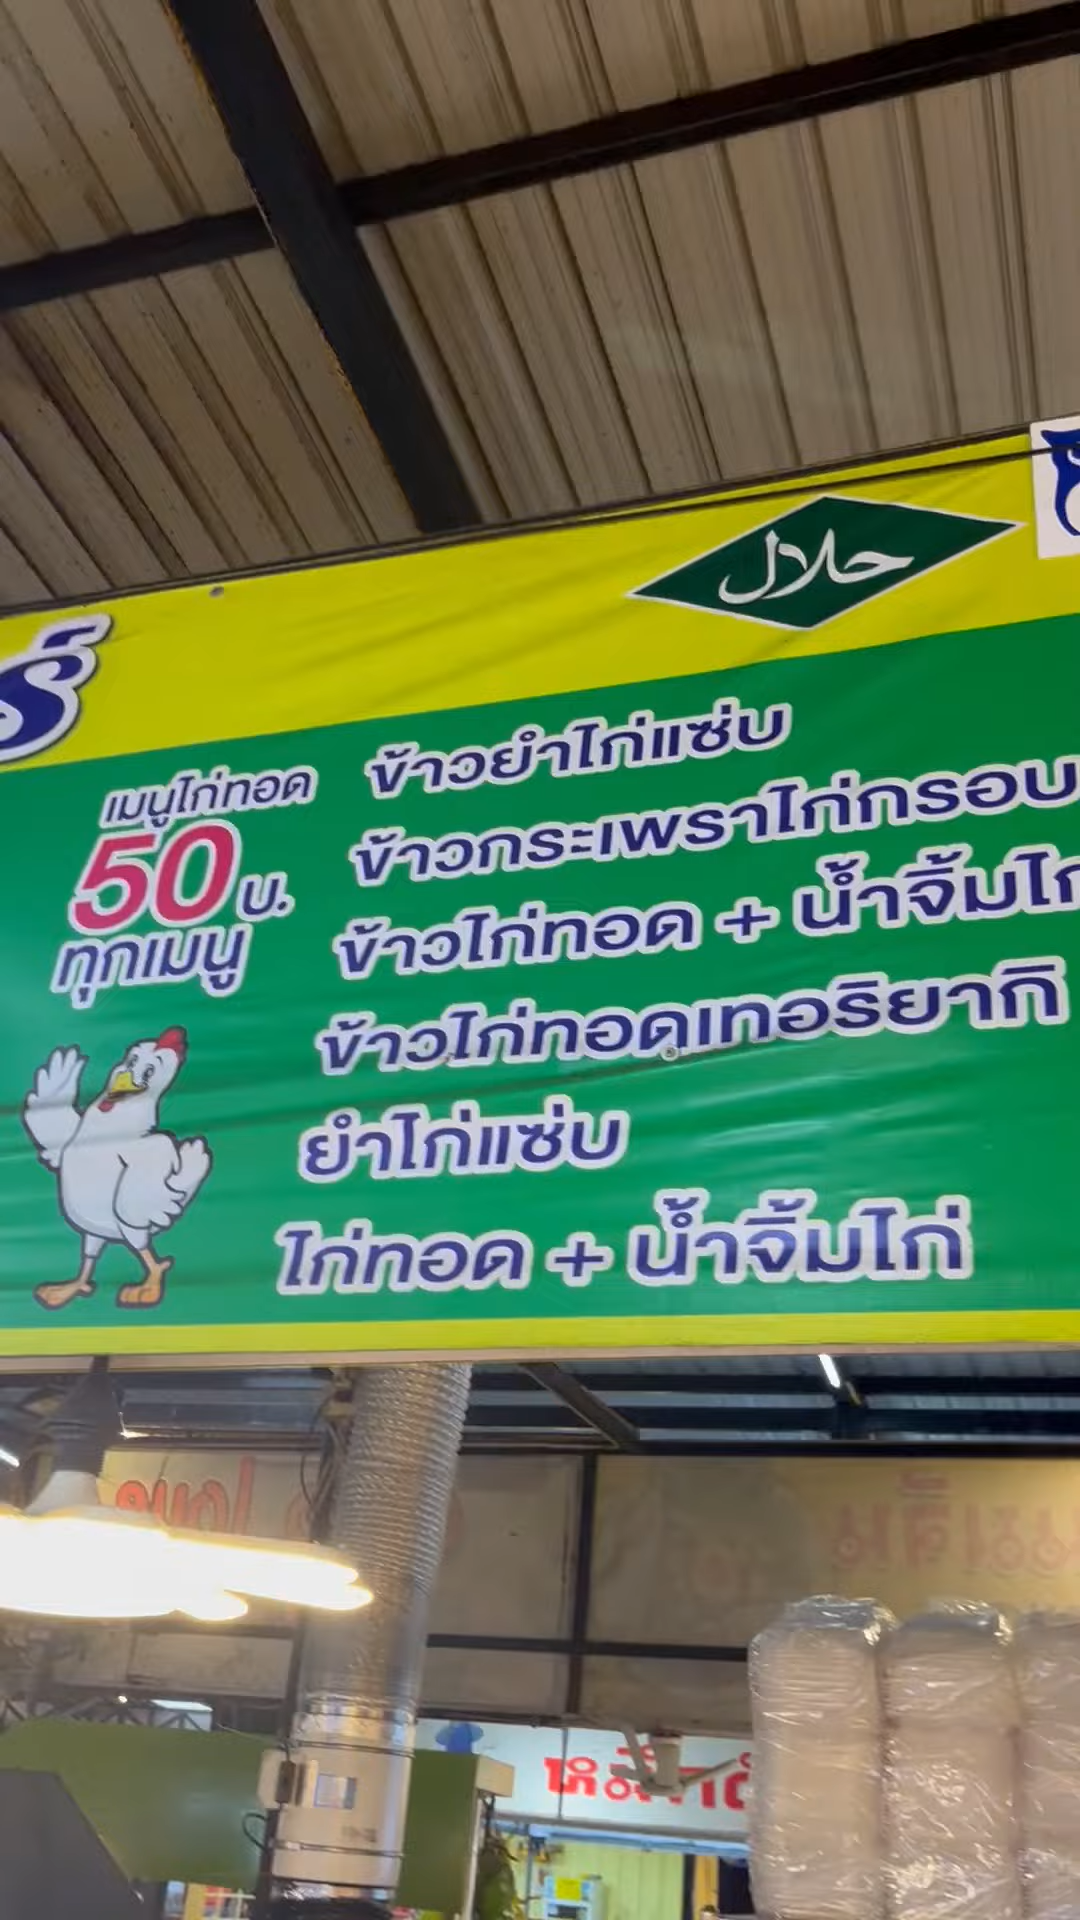 حلال
เมนูไก่ทอด
50 บ.
ทุกเมนู
ข้าวยำไก่แซ่บ
ข้าวกระเพราไก่กรอบ
ข้าวไก่ทอด + น้ำจิ้มไก่
ข้าวไก่ทอดเทอริยากิ
ยำไก่แซ่บ
ไก่ทอด + น้ำจิ้มไก่